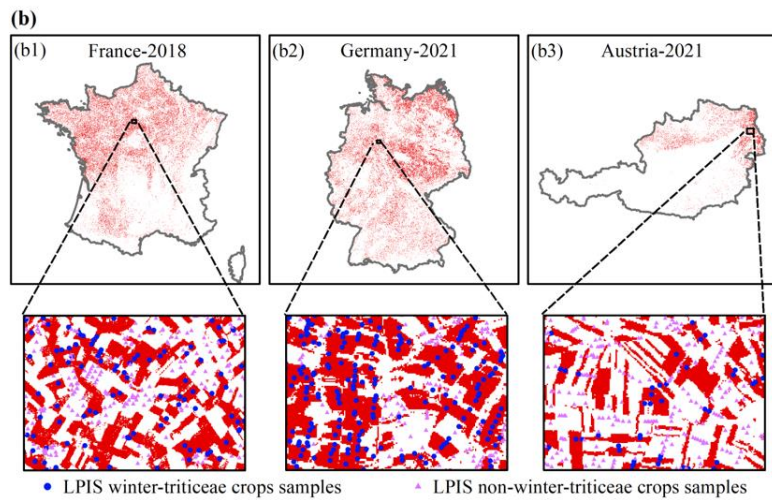 (b)
(b1) France-2018
(b2) Germany-2021
(b3) Austria-2021
LPIS winter-triticeae crops samples
LPIS non-winter-triticeae crops samples